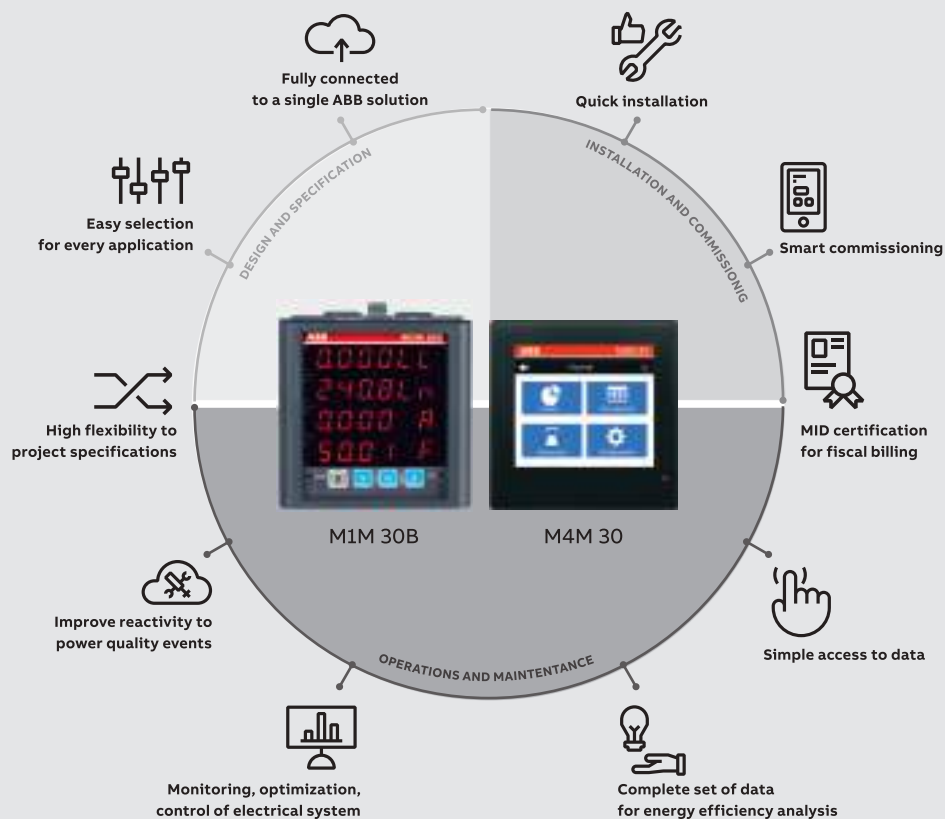 Fully connected
to a single ABB solution
Quick installation
DESIGN AND SPECIFICATION
INSTALLATION AND COMMISSIONIG
Easy selection
for every application
Smart commissioning
ABB
ABB
High flexibility to
project specifications
MID certification
for fiscal billing
M1M 30B
M4M 30
Improve reactivity to
power quality events
Simple access to data
OPERATIONS AND MAINTENTANCE
Monitoring, optimization,
control of electrical system
Complete set of data
for energy efficiency analysis